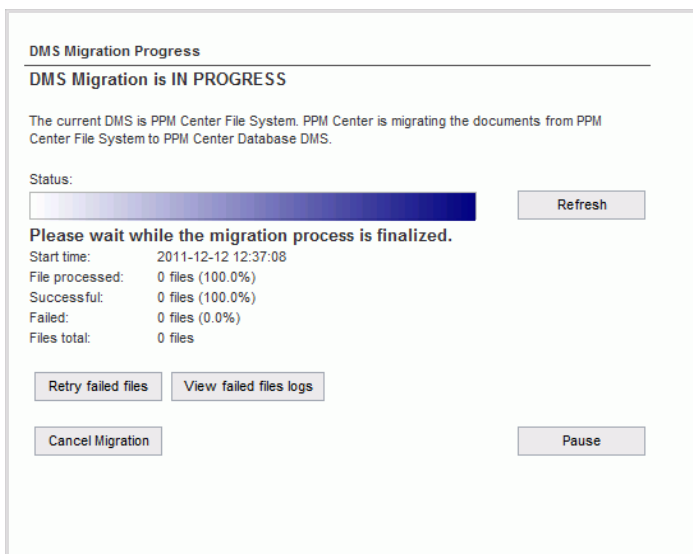 DMS Migration Progress
DMS Migration is IN PROGRESS
The current DMS is PPM Center File System. PPM Center is migrating the documents from PPM
Center File System to PPM Center Database DMS.
Status:
Refresh
Please wait while the migration process is finalized.
Start time: 2011-12-12 12:37:08
File processed: 0 files (100.0%)
Successful: 0 files (100.0%)
Failed: 0 files (0.0%)
Files total: 0 files
Retry failed files View failed files logs
Cancel Migration Pause